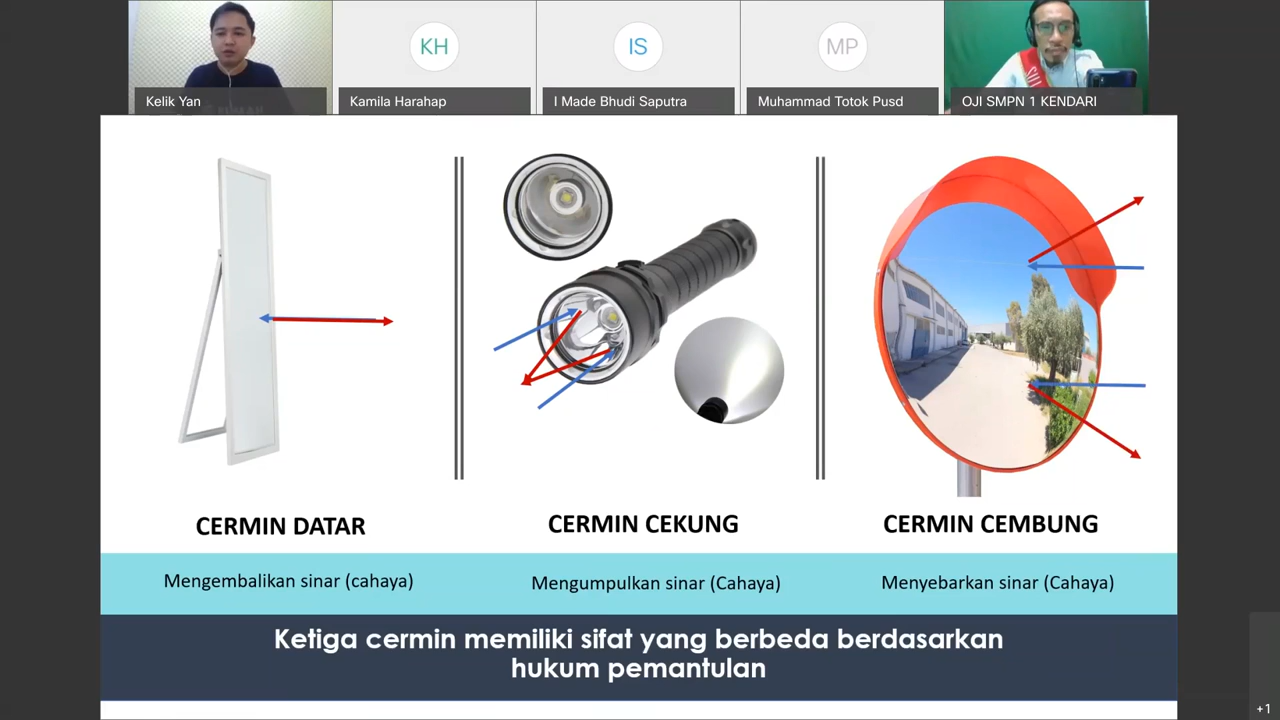 KH
IS
MP
Kelik Yan
Kamila Harahap
I Made Bhudi Saputra
Muhammad Totok Pusd
OJI SMPN 1 KENDARI
CERMIN DATAR
CERMIN CEKUNG
CERMIN CEMBUNG
Mengembalikan sinar (cahaya)
Mengumpulkan sinar (Cahaya)
Menyebarkan sinar (Cahaya)
Ketiga cermin memiliki sifat yang berbeda berdasarkan
hukum pemantulan
+1